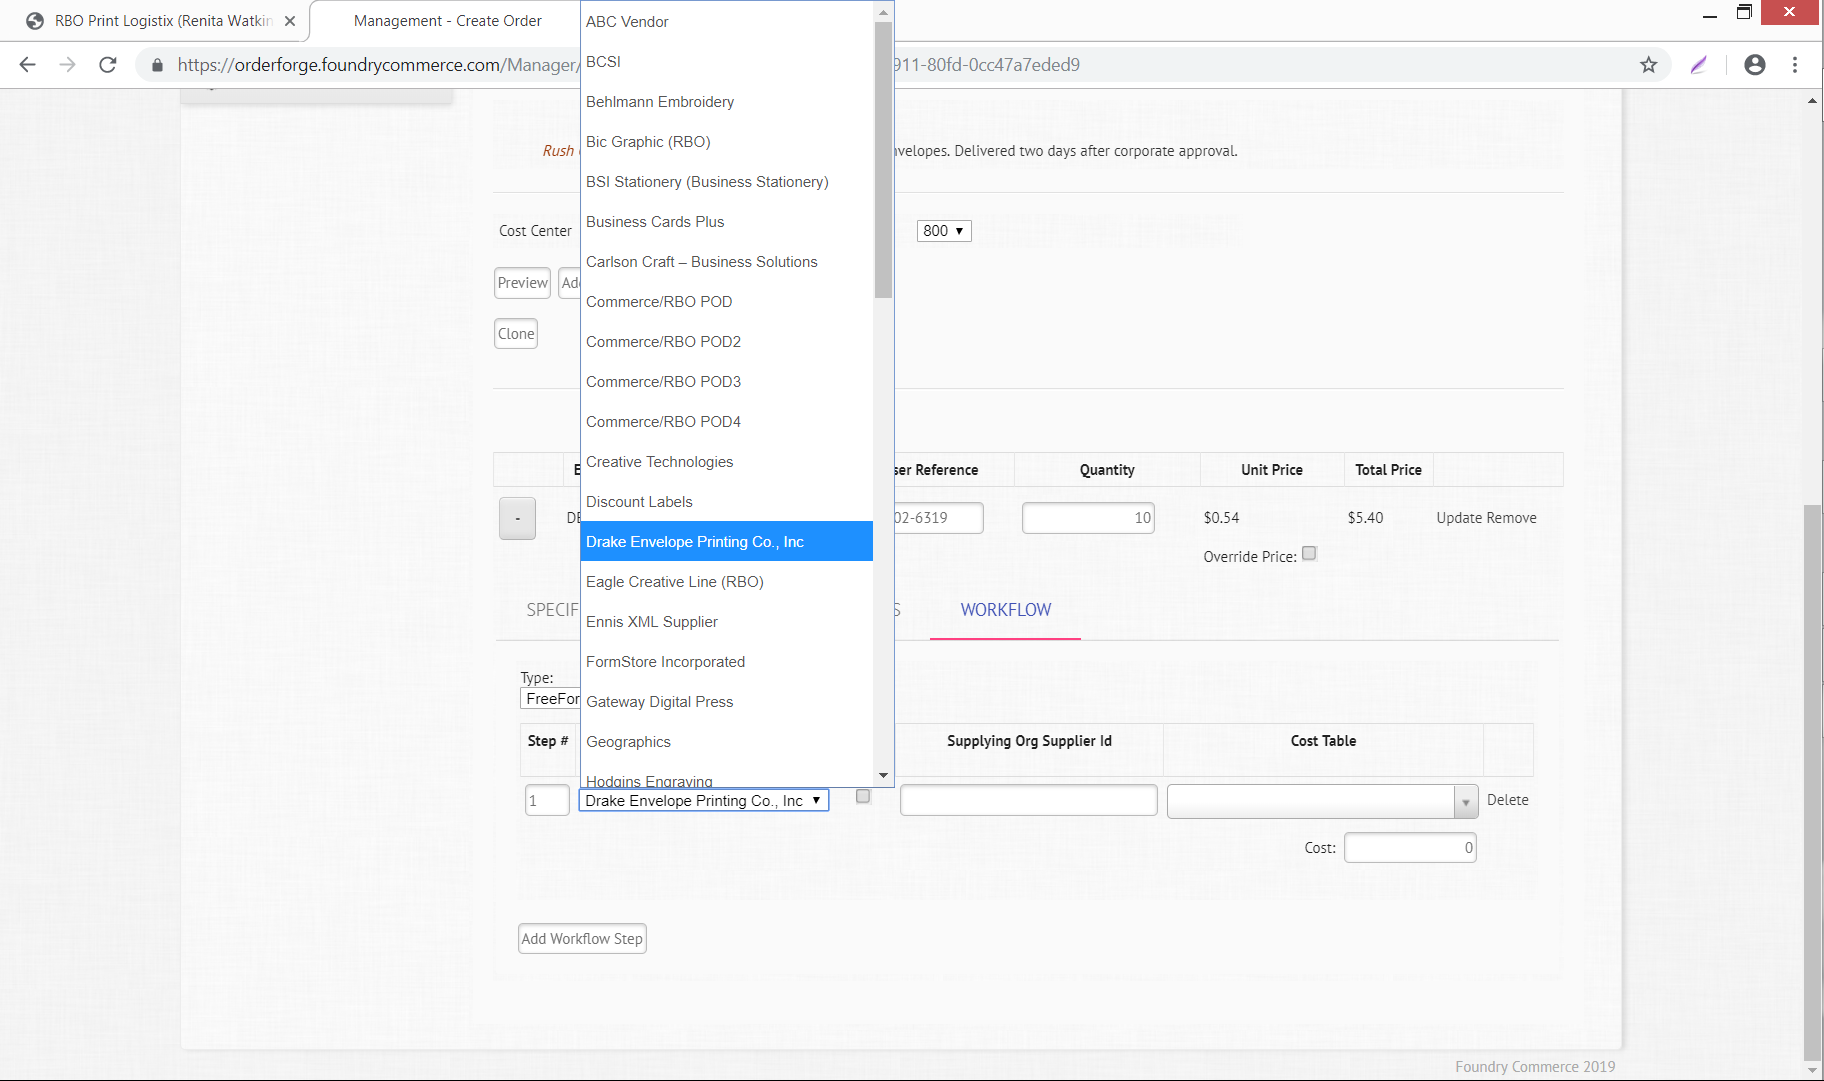 RBO Print Logistix (Renita Watkin
Management - Create Order
https://orderforge.foundrycommerce.com/Manager/
911-80fd-0cc47a7eded9
ABC Vendor
BCSI
Behlmann Embroidery
Bic Graphic (RBO)
BSI Stationery (Business Stationery)
Business Cards Plus
Carlson Craft – Business Solutions
Commerce/RBO POD
Commerce/RBO POD2
Commerce/RBO POD3
Commerce/RBO POD4
Creative Technologies
Discount Labels
Drake Envelope Printing Co., Inc
Eagle Creative Line (RBO)
Ennis XML Supplier
FormStore Incorporated
Gateway Digital Press
Geographics
Hodgins Engraving
Rush
nvelopes. Delivered two days after corporate approval.
Cost Center
800
Preview
Ad
Clone
ser Reference Quantity Unit Price Total Price
-
02-6319 10 $0.54 $5.40 Update Remove
Override Price:
SPECIF
S
WORKFLOW
Type:
FreeFor
Step # Supplying Org Supplier Id Cost Table
1 Drake Envelope Printing Co., Inc Delete
Cost: 0
Add Workflow Step
Foundry Commerce 2019